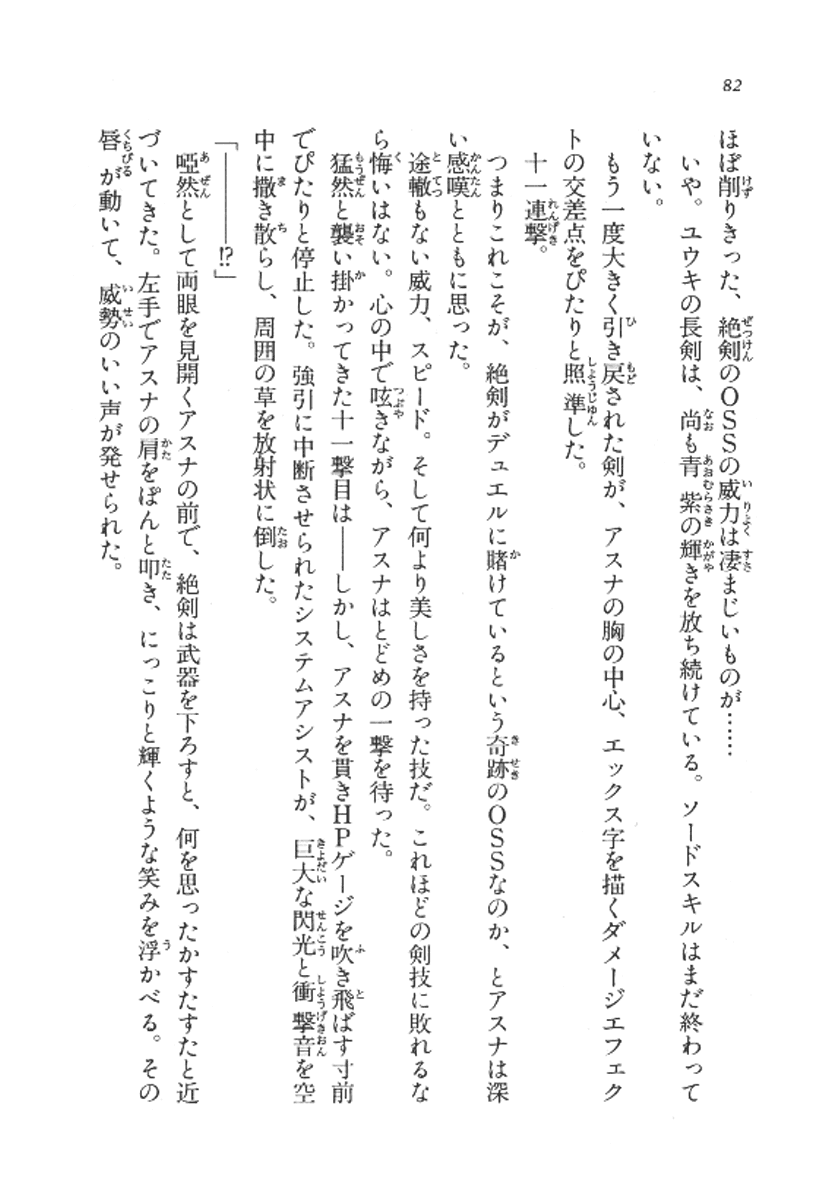 82
ほぼ削りきった、絶剣のOSSの威力は凄まじいものが……
いや。ユウキの長剣は、尚も青紫の輝きを放ち続けている。ソードスキルはまだ終わって
いない。
もう一度大きく引き戻された剣が、アスナの胸の中心、エックス字を描くダメージエフェク
トの交差点をぴたりと照準した。
十一連撃。
つまりこれこそが、絶剣がデュエルに賭けているという奇跡のOSSなのか、とアスナは深
い感嘆とともに思った。
途轍もない威力、スピード。そして何より美しさを持った技だ。これほどの剣技に敗れるな
ら悔いはない。心の中で呟きながら、アスナはとどめの一撃を待った。
猛然と襲い掛かってきた十一撃目は――しかし、アスナを貫きHPゲージを吹き飛ばす寸前
でぴたりと停止した。強引に中断させられたシステムアシストが、巨大な閃光と衝撃音を空
中に撒き散らし、周囲の草を放射状に倒した。
「――――!?」
啞然として両眼を見開くアスナの前で、絶剣は武器を下ろすと、何を思ったかすたすたと近
づいてきた。左手でアスナの肩をぽんと叩き、にっこりと輝くような笑みを浮かべる。その
唇が動いて、威勢のいい声が発せられた。